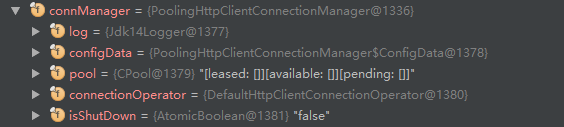 connManager = {PoolingHttpClientConnectionManager@1336}
log = {Jdk14Logger@1377}
configData = {PoolingHttpClientConnectionManager$ConfigData@1378}
pool = {CPool@1379} "[leased: []][available: []][pending: []]"
connectionOperator = {DefaultHttpClientConnectionOperator@1380}
isShutDown = {AtomicBoolean@1381} "false"